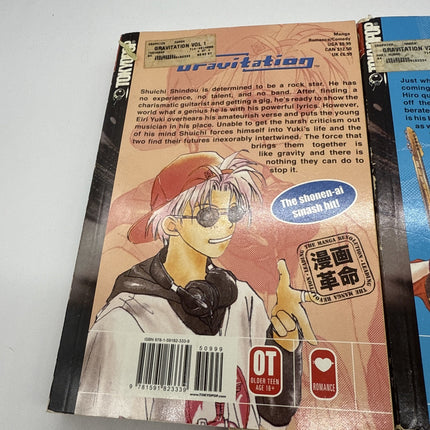 GRAVITATION VOL 1
TOKYOPOP
Manga
Romance/Comedy
USA $9.99
CAN $12.50
UK £6.99
Gravitation
Shuichi Shindou is determined to be a rock star. He has
no experience, no talent, and no band. After finding a
charismatic guitarist and getting a gig, he's ready to show the
world what a genius he is with his powerful lyrics. However,
Eiri Yuki overhears his amateurish verse and puts the young
musician in his place. Unable to get the harsh criticism out
of his mind Shuichi forces himself into Yuki's life and the
two find their futures inexorably intertwined. The force that
brings them together is
like gravity and there is
nothing they can do to
stop it.
The shonen-ai
smash hit!
THE MANGA REVOLUTION
漫画
革命
LEADING
THE MANGA REVOLUTION
ISBN 978-1-59182-333-9
50999
9781591823339
www.TOKYOPOP.com
OT
OLDER TEEN
AGE 16+
ROMANCE
GRAVITATION V
Just wh
coming
Hiro qu